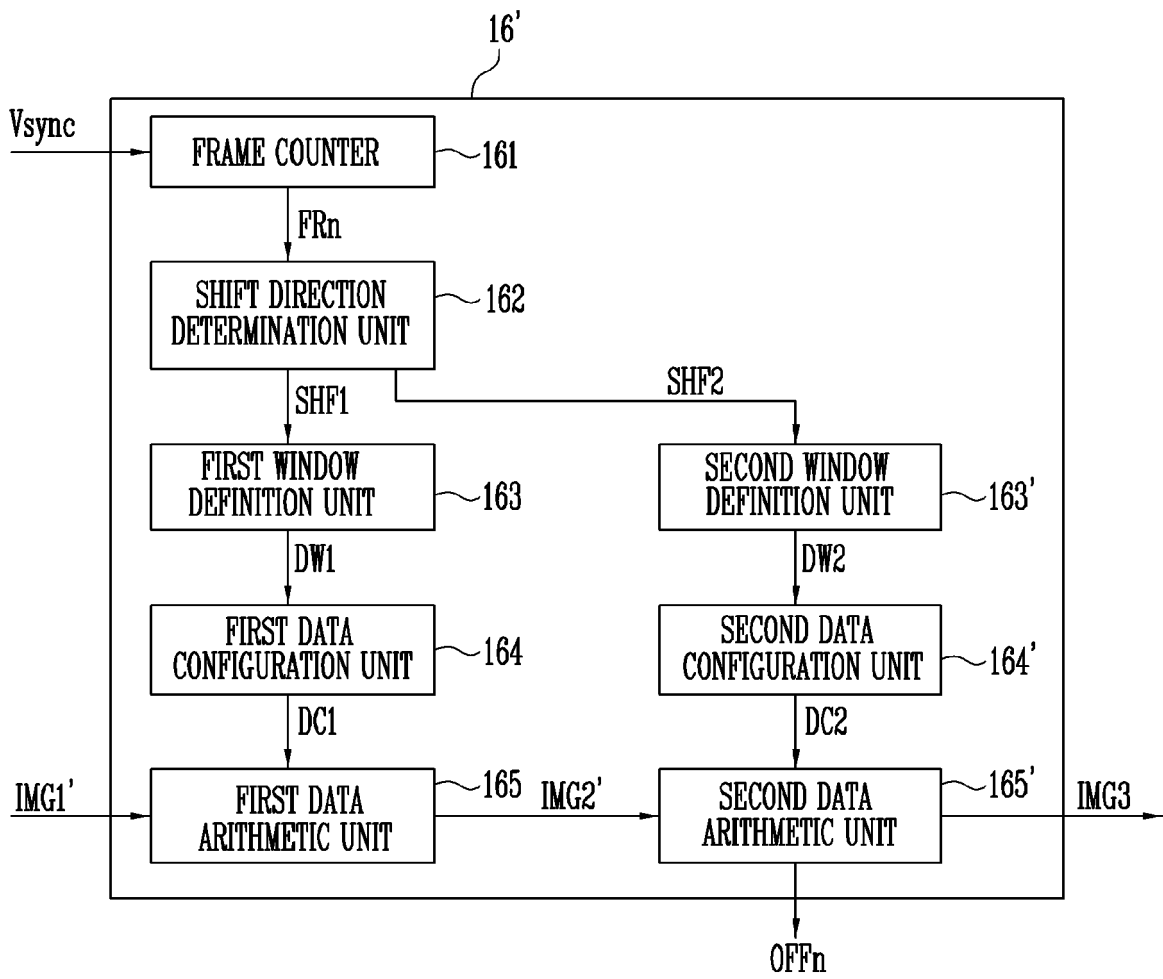 16'
Vsync
FRAME COUNTER
161
FRn
SHIFT DIRECTION
DETERMINATION UNIT
162
SHF1
SHF2
FIRST WINDOW
DEFINITION UNIT
163
SECOND WINDOW
DEFINITION UNIT
163'
DW1
DW2
FIRST DATA
CONFIGURATION UNIT
164
SECOND DATA
CONFIGURATION UNIT
164'
DC1
DC2
IMG1'
FIRST DATA
ARITHMETIC UNIT
165
IMG2'
SECOND DATA
ARITHMETIC UNIT
165'
IMG3
OFFn